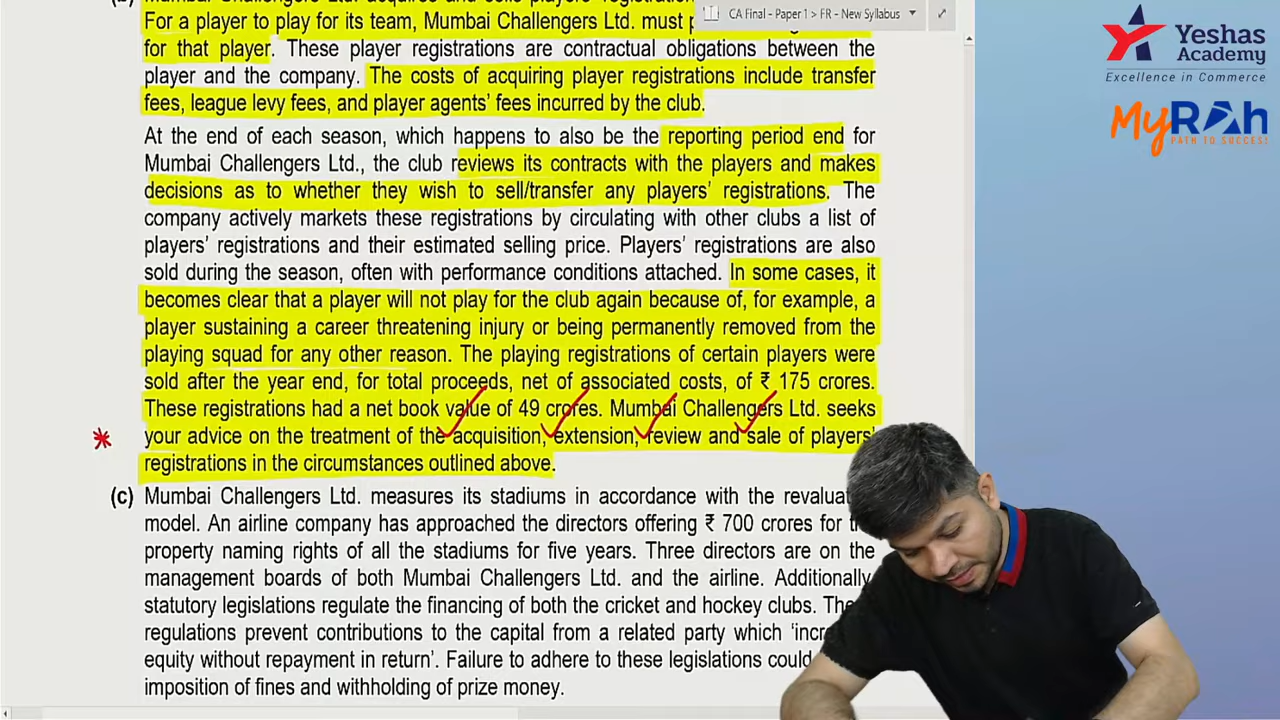 CA Final - Paper 1 > FR - New Syllabus
For a player to play for its team, Mumbai Challengers Ltd. must
for that player. These player registrations are contractual obligations between the
player and the company. The costs of acquiring player registrations include transfer
fees, league levy fees, and player agents' fees incurred by the club.
At the end of each season, which happens to also be the reporting period end for
Mumbai Challengers Ltd., the club reviews its contracts with the players and makes
decisions as to whether they wish to sell/transfer any players' registrations. The
company actively markets these registrations by circulating with other clubs a list of
players' registrations and their estimated selling price. Players' registrations are also
sold during the season, often with performance conditions attached. In some cases, it
becomes clear that a player will not play for the club again because of, for example, a
player sustaining a career threatening injury or being permanently removed from the
playing squad for any other reason. The playing registrations of certain players were
sold after the year end, for total proceeds, net of associated costs, of ₹ 175 crores.
These registrations had a net book value of 49 crores. Mumbai Challengers Ltd. seeks
your advice on the treatment of the acquisition, extension, review and sale of players'
registrations in the circumstances outlined above.
(c) Mumbai Challengers Ltd. measures its stadiums in accordance with the
model. An airline company has approached the directors offering ₹ 700 crores for
property naming rights of all the stadiums for five years. Three directors are on the
management boards of both Mumbai Challengers Ltd. and the airline. Additionally
statutory legislations regulate the financing of both the cricket and hockey clubs.
regulations prevent contributions to the capital from a related party which
equity without repayment in return'. Failure to adhere to these legislations could
imposition of fines and withholding of prize money.
Yeshas
Academy
Excellence in Commerce
MyRAh
PATH TO SUCCESS